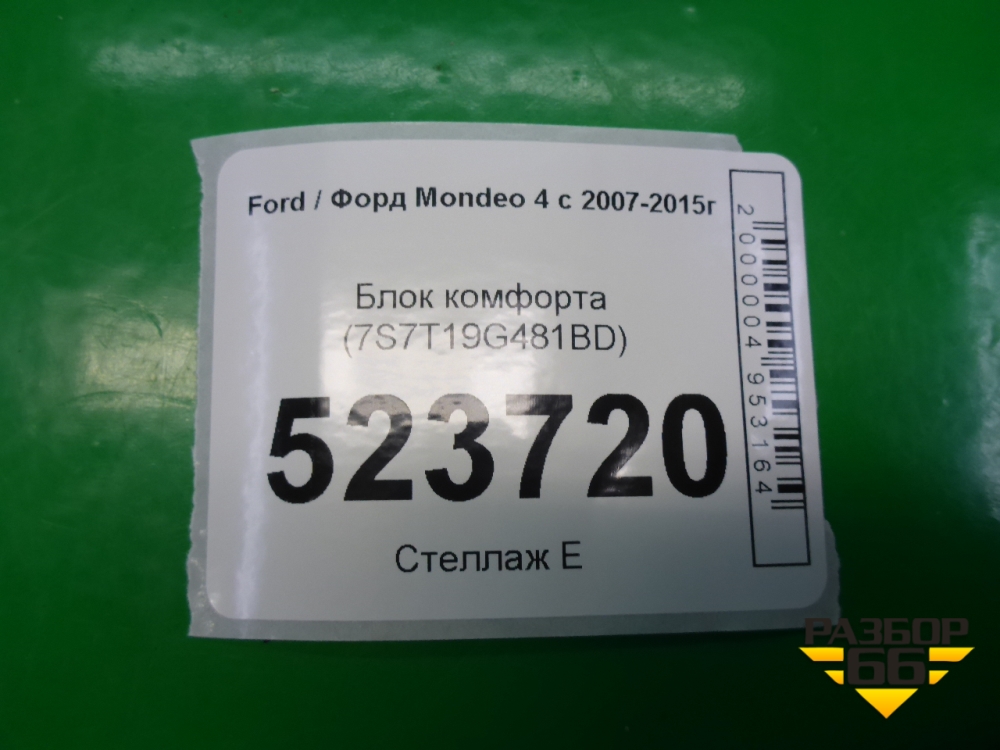 Ford / Форд Mondeo 4 с 2007-2015г
Блок комфорта
(7S7T19G481BD)
523720
Стеллаж Е
2000004953164
РАЗБОР
66